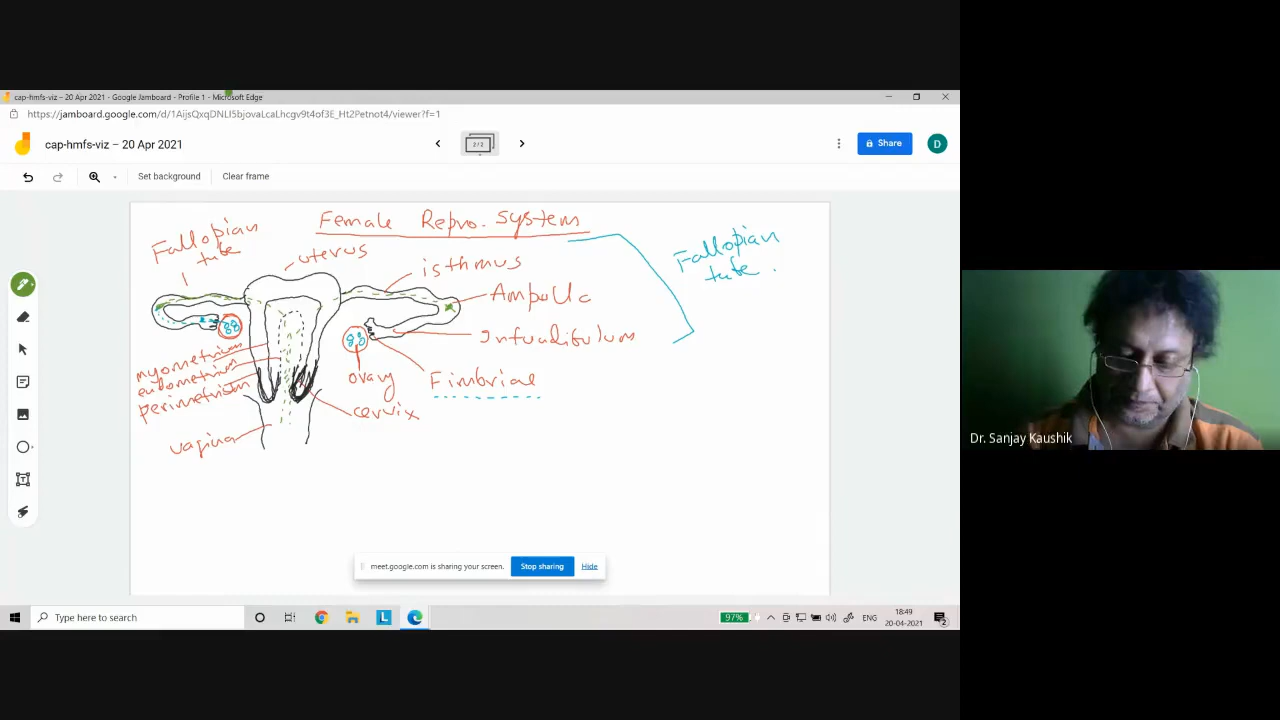 cap-hmfs-viz – 20 Apr 2021 - Google Jamboard - Profile 1 - Microsoft Edge
https://jamboard.google.com/d/1AijsQxqDNLI5bjovaLcaLhcgv9t4of3E_Ht2Petnot4/viewer?f=1
cap-hmfs-viz – 20 Apr 2021
2/2
Share
D
Set background
Clear frame
Female Repro. System
Fallopian
tube
uterus
isthmus
Ampulla
Infundibulum
Fallopian
tube.
myometrium
endometrium
perimetrium
ovary
Fimbriae
cervix
vagina
Dr. Sanjay Kaushik
meet.google.com is sharing your screen.
Stop sharing
Hide
Type here to search
L
97%
ENG
18:49
20-04-2021
2